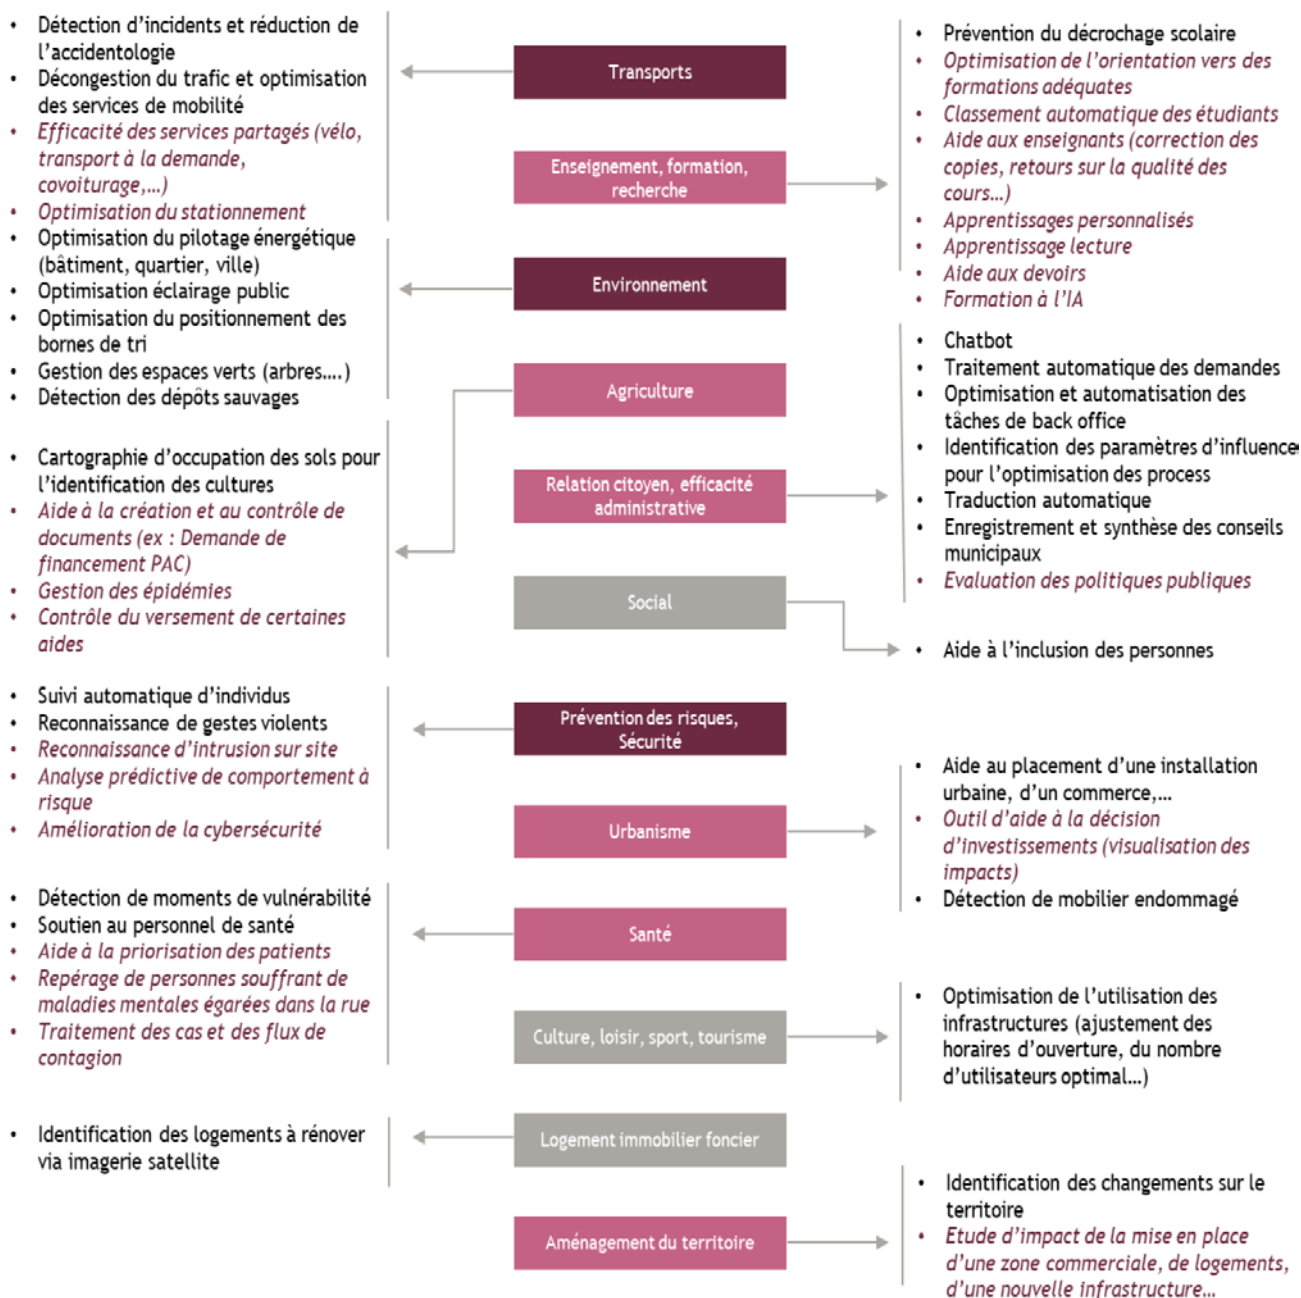 • Détection d'incidents et réduction de
l'accidentologie
• Décongestion du trafic et optimisation
des services de mobilité
• Efficacité des services partagés (vélo,
transport à la demande,
covoiturage,...)
• Optimisation du stationnement
• Optimisation du pilotage énergétique
(bâtiment, quartier, ville)
• Optimisation éclairage public
• Optimisation du positionnement des
bornes de tri
• Gestion des espaces verts (arbres....)
• Détection des dépôts sauvages
• Cartographie d'occupation des sols pour
l'identification des cultures
• Aide à la création et au contrôle de
documents (ex : Demande de
financement PAC)
• Gestion des épidémies
• Contrôle du versement de certaines
aides
• Suivi automatique d'individus
• Reconnaissance de gestes violents
• Reconnaissance d'intrusion sur site
• Analyse prédictive de comportement à
risque
• Amélioration de la cybersécurité
• Détection de moments de vulnérabilité
• Soutien au personnel de santé
• Aide à la priorisation des patients
• Repérage de personnes souffrant de
maladies mentales égarées dans la rue
• Traitement des cas et des flux de
contagion
• Identification des logements à rénover
via imagerie satellite
Transports
Enseignement, formation,
recherche
Environnement
Agriculture
Relation citoyen, efficacité
administrative
Social
Prévention des risques,
Sécurité
Urbanisme
Santé
Culture, loisir, sport, tourisme
Logement immobilier foncier
Aménagement du territoire
• Prévention du décrochage scolaire
• Optimisation de l'orientation vers des
formations adéquates
• Classement automatique des étudiants
• Aide aux enseignants (correction des
copies, retours sur la qualité des
cours...)
• Apprentissages personnalisés
• Apprentissage lecture
• Aide aux devoirs
• Formation à l'IA
• Chatbot
• Traitement automatique des demandes
• Optimisation et automatisation des
tâches de back office
• Identification des paramètres d'influence
pour l'optimisation des process
• Traduction automatique
• Enregistrement et synthèse des conseils
municipaux
• Evaluation des politiques publiques
• Aide à l'inclusion des personnes
• Aide au placement d'une installation
urbaine, d'un commerce,...
• Outil d'aide à la décision
d'investissements (visualisation des
impacts)
• Détection de mobilier endommagé
• Optimisation de l'utilisation des
infrastructures (ajustement des
horaires d'ouverture, du nombre
d'utilisateurs optimal...)
• Identification des changements sur le
territoire
• Etude d'impact de la mise en place
d'une zone commerciale, de logements,
d'une nouvelle infrastructure...